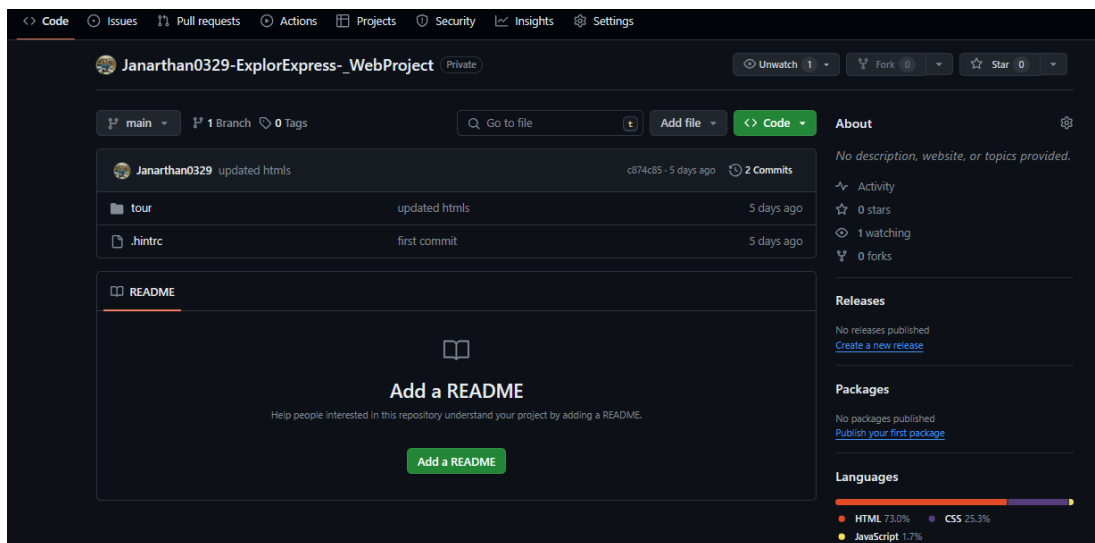 <> Code Issues Pull requests Actions Projects Security Insights Settings
Janarthan0329-ExplorExpress-_WebProject Private Unwatch 1 Fork 0 Star 0
main 1 Branch 0 Tags Go to file t Add file <> Code
Janarthan0329 updated htmls c874c85 · 5 days ago 2 Commits
tour updated htmls 5 days ago
.hintrc first commit 5 days ago
README
Add a README
Help people interested in this repository understand your project by adding a README.
Add a README
About
No description, website, or topics provided.
Activity
0 stars
1 watching
0 forks
Releases
No releases published
Create a new release
Packages
No packages published
Publish your first package
Languages
HTML 73.0% CSS 25.3%
JavaScript 1.7%